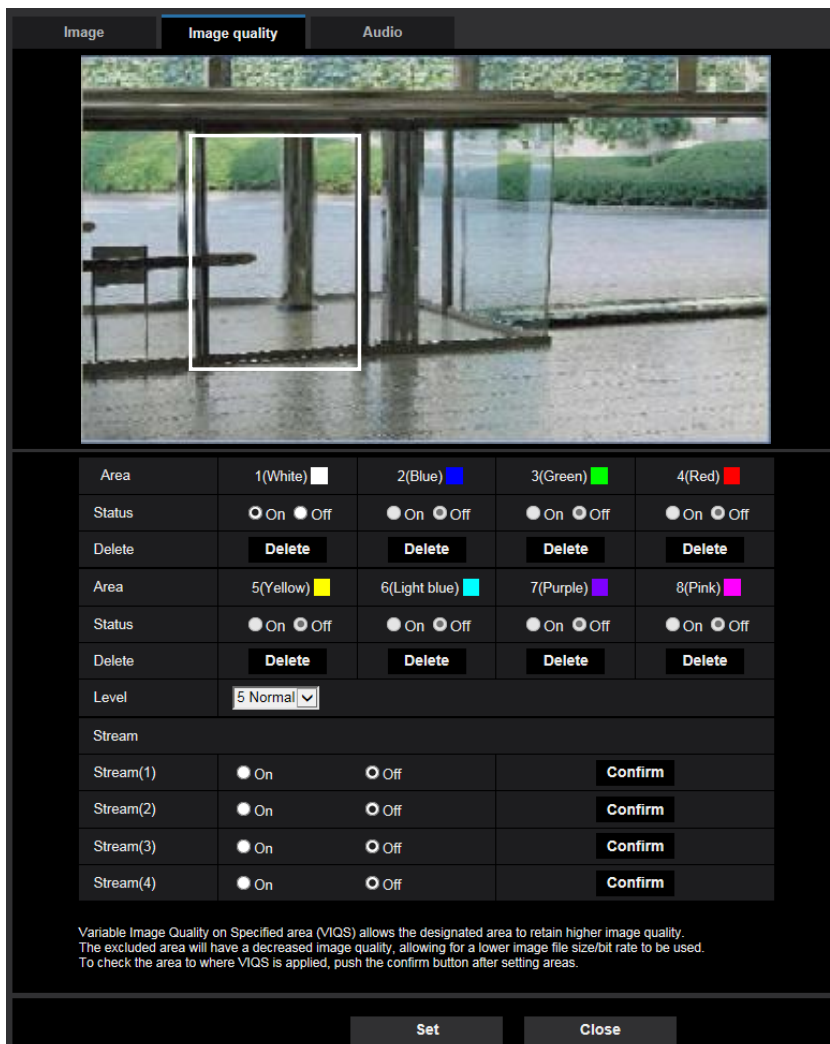 Image Image quality Audio
Area 1(White) 2(Blue) 3(Green) 4(Red)
Status On Off On Off On Off On Off
Delete Delete Delete Delete Delete
Area 5(Yellow) 6(Light blue) 7(Purple) 8(Pink)
Status On Off On Off On Off On Off
Delete Delete Delete Delete Delete
Level 5 Normal
Stream
Stream(1) On Off Confirm
Stream(2) On Off Confirm
Stream(3) On Off Confirm
Stream(4) On Off Confirm
Variable Image Quality on Specified area (VIQS) allows the designated area to retain higher image quality.
The excluded area will have a decreased image quality, allowing for a lower image file size/bit rate to be used.
To check the area to where VIQS is applied, push the confirm button after setting areas.
Set Close